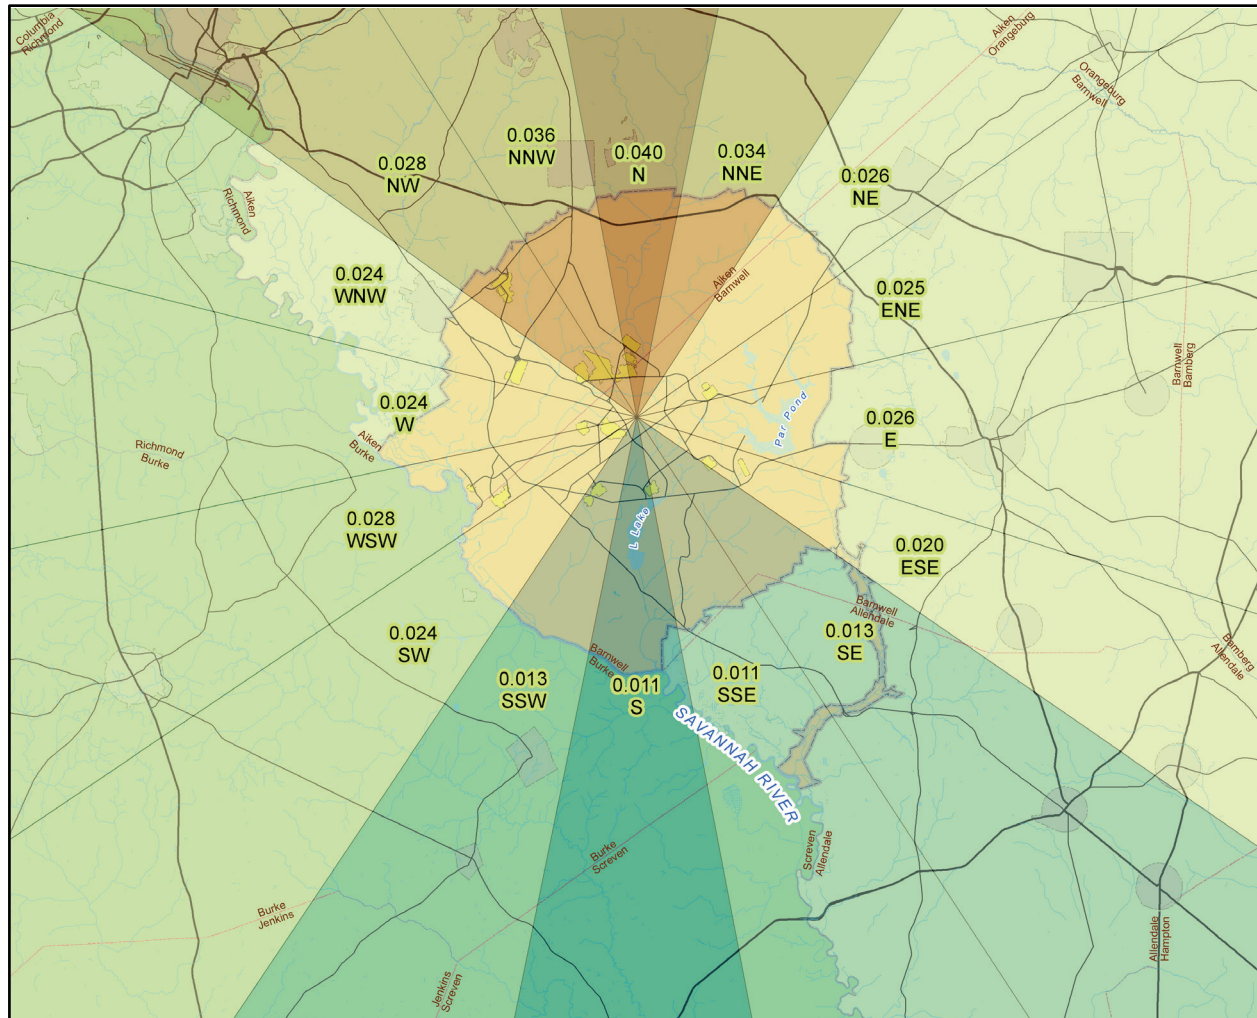 Columbia
Richmond
Aiken
Orangeburg
Orangeburg
Barnwell
0.036
NNW
0.040
N
0.034
NNE
0.028
NW
0.026
NE
Aiken
Richmond
0.024
WNW
Aiken
Barnwell
0.025
ENE
Barnwell
Bamberg
0.024
W
Par Pond
0.026
E
Aiken
Burke
Richmond
Burke
0.028
WSW
L Lake
0.020
ESE
Barnwell
Allendale
0.024
SW
0.013
SE
Bamberg
Allendale
Barnwell
Burke
0.013
SSW
0.011
S
0.011
SSE
SAVANNAH RIVER
Burke
Screven
Screven
Allendale
Burke
Jenkins
Allendale
Hampton
Jenkins
Screven